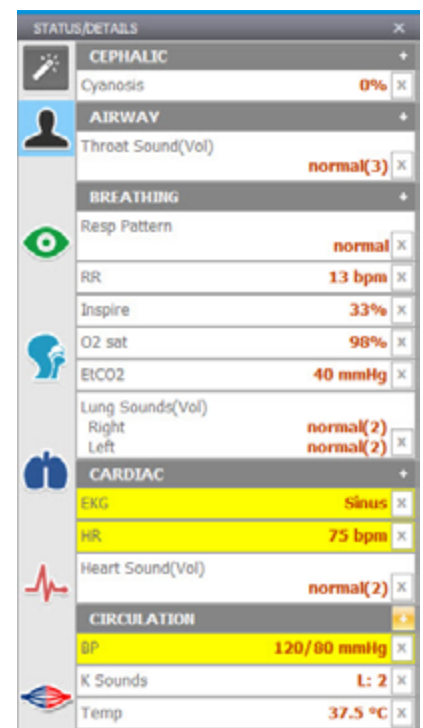 STATUS/DETAILS ×
CEPHALIC +
Cyanosis 0% ×
AIRWAY +
Throat Sound(Vol)
normal(3) ×
BREATHING +
Resp Pattern
normal ×
RR 13 bpm ×
Inspire 33% ×
O2 sat 98% ×
EtCO2 40 mmHg ×
Lung Sounds(Vol)
Right normal(2)
Left normal(2) ×
CARDIAC +
EKG Sinus ×
HR 75 bpm ×
Heart Sound(Vol)
normal(2) ×
CIRCULATION +
BP 120/80 mmHg ×
K Sounds L: 2 ×
Temp 37.5 °C ×